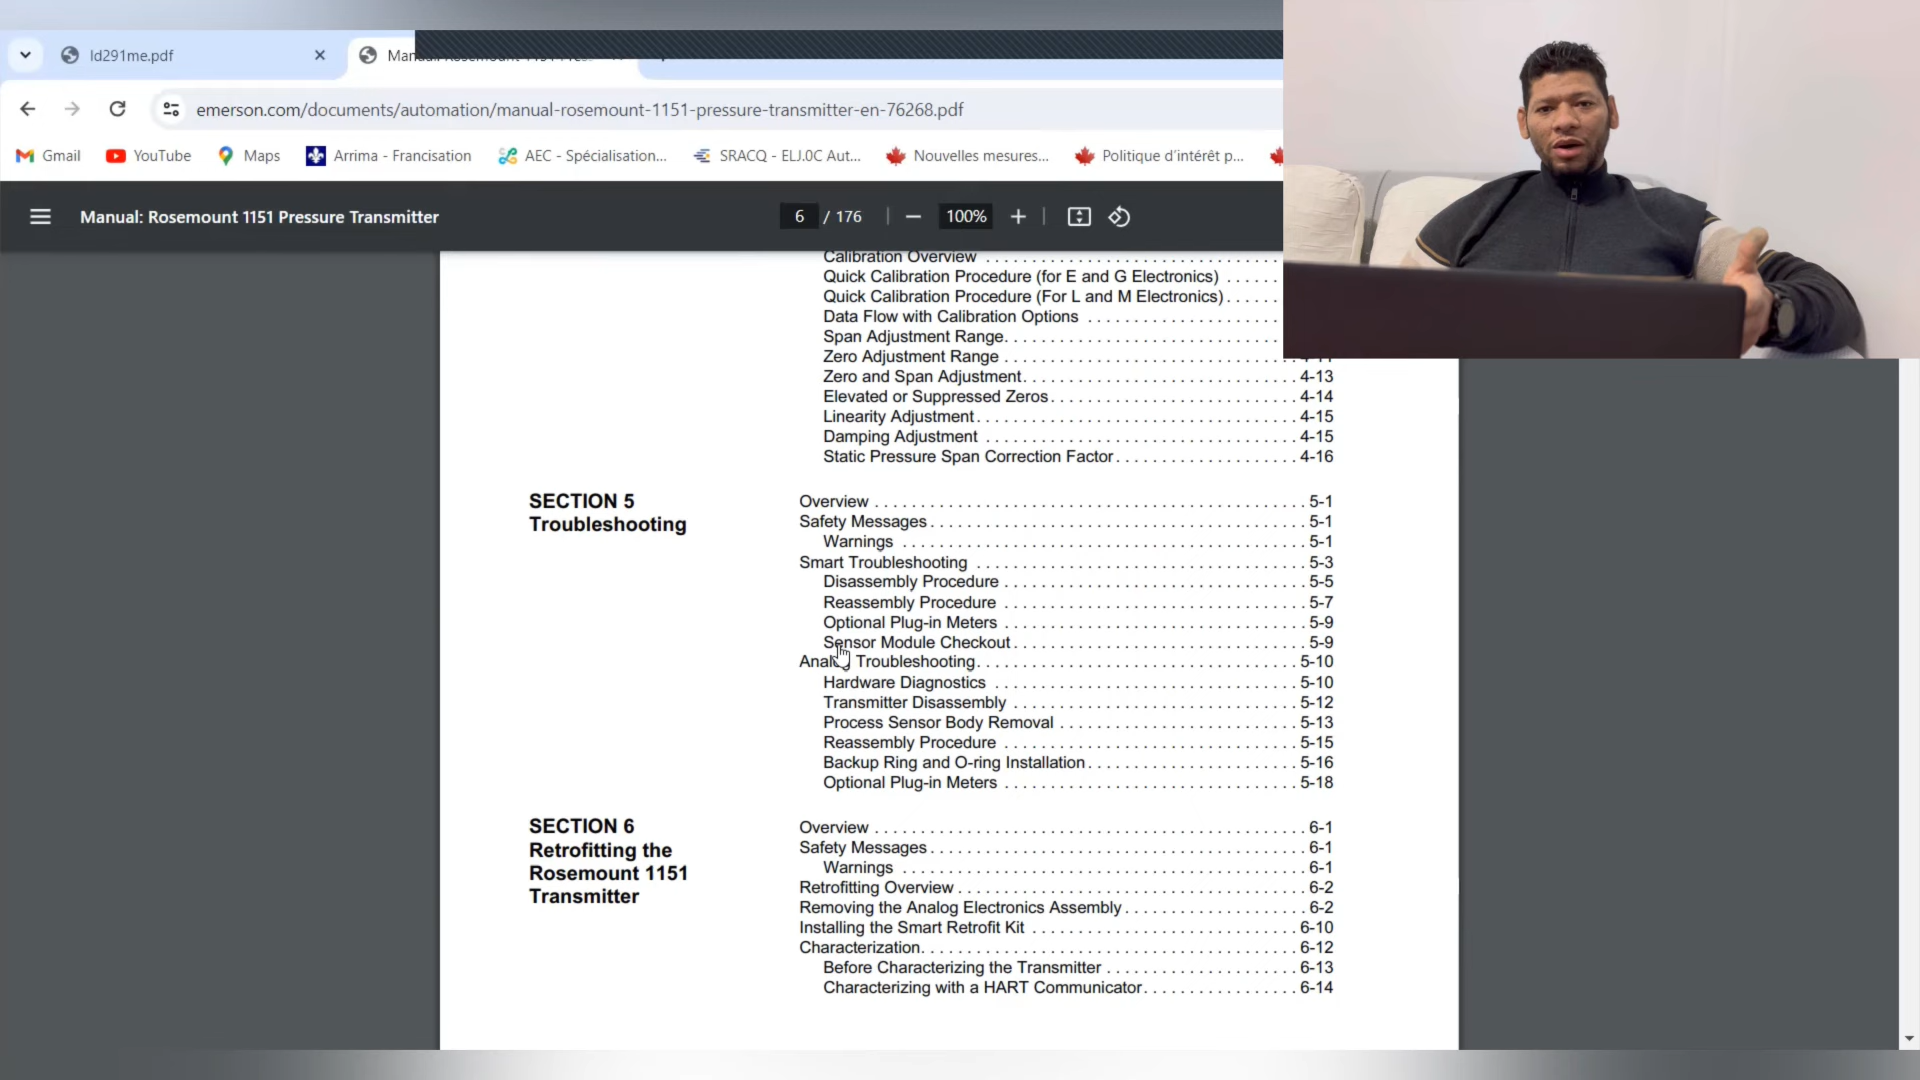 ld291me.pdf
emerson.com/documents/automation/manual-rosemount-1151-pressure-transmitter-en-76268.pdf
Gmail YouTube Maps Arrima - Francisation AEC - Spécialisation... SRACQ - ELJ.0C Aut... Nouvelles mesures... Politique d'intérêt p...
Manual: Rosemount 1151 Pressure Transmitter 6 / 176 100%
Calibration Overview
Quick Calibration Procedure (for E and G Electronics)
Quick Calibration Procedure (For L and M Electronics)
Data Flow with Calibration Options
Span Adjustment Range
Zero Adjustment Range
Zero and Span Adjustment 4-13
Elevated or Suppressed Zeros 4-14
Linearity Adjustment 4-15
Damping Adjustment 4-15
Static Pressure Span Correction Factor 4-16
SECTION 5
Troubleshooting
Overview 5-1
Safety Messages 5-1
Warnings 5-1
Smart Troubleshooting 5-3
Disassembly Procedure 5-5
Reassembly Procedure 5-7
Optional Plug-in Meters 5-9
Sensor Module Checkout 5-9
Analog Troubleshooting 5-10
Hardware Diagnostics 5-10
Transmitter Disassembly 5-12
Process Sensor Body Removal 5-13
Reassembly Procedure 5-15
Backup Ring and O-ring Installation 5-16
Optional Plug-in Meters 5-18
SECTION 6
Retrofitting the
Rosemount 1151
Transmitter
Overview 6-1
Safety Messages 6-1
Warnings 6-1
Retrofitting Overview 6-2
Removing the Analog Electronics Assembly 6-2
Installing the Smart Retrofit Kit 6-10
Characterization 6-12
Before Characterizing the Transmitter 6-13
Characterizing with a HART Communicator 6-14